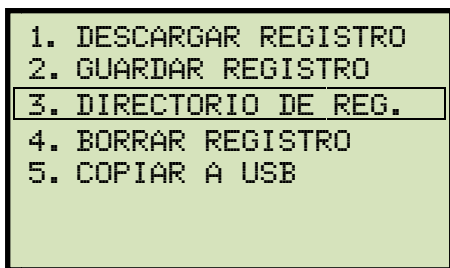 1. DESCARGAR REGISTRO
2. GUARDAR REGISTRO
3. DIRECTORIO DE REG.
4. BORRAR REGISTRO
5. COPIAR A USB